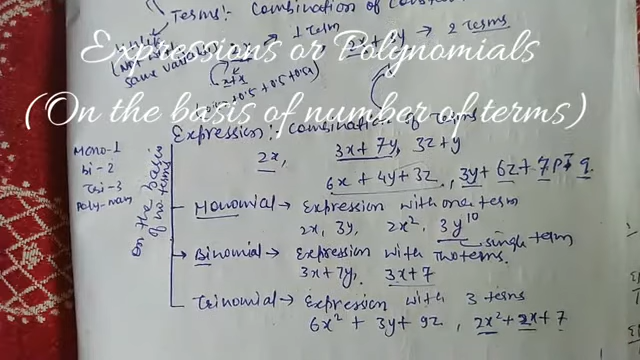 Terms:- Combination of
1 term
→ 2 terms
Expressions or Polynomials
same variable
2+x
(On the basis of number of terms)
Expression:- Combination of terms
Mono-1
Bi-2
Tri-3
Poly-many
On the basis of no. terms
2x, 3x+7y, 3z+y
6x+4y+3z, 3y+6z+7p+q.
Monomial → Expression with one term
2x, 3y, 2x², 3y¹⁰
single term
Binomial → Expression with two terms.
3x+7y, 3x+7
Trinomial → Expression with 3 terms
6x² + 3y + 9z, 2x²+2x+7